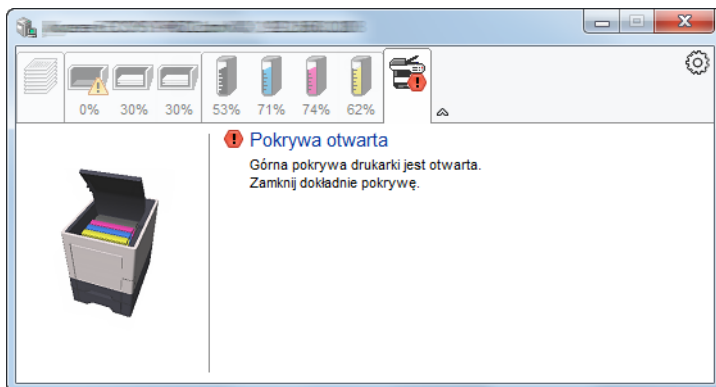 0% 30% 30% 53% 71% 74% 62%
Pokrywa otwarta
Górna pokrywa drukarki jest otwarta.
Zamknij dokładnie pokrywę.